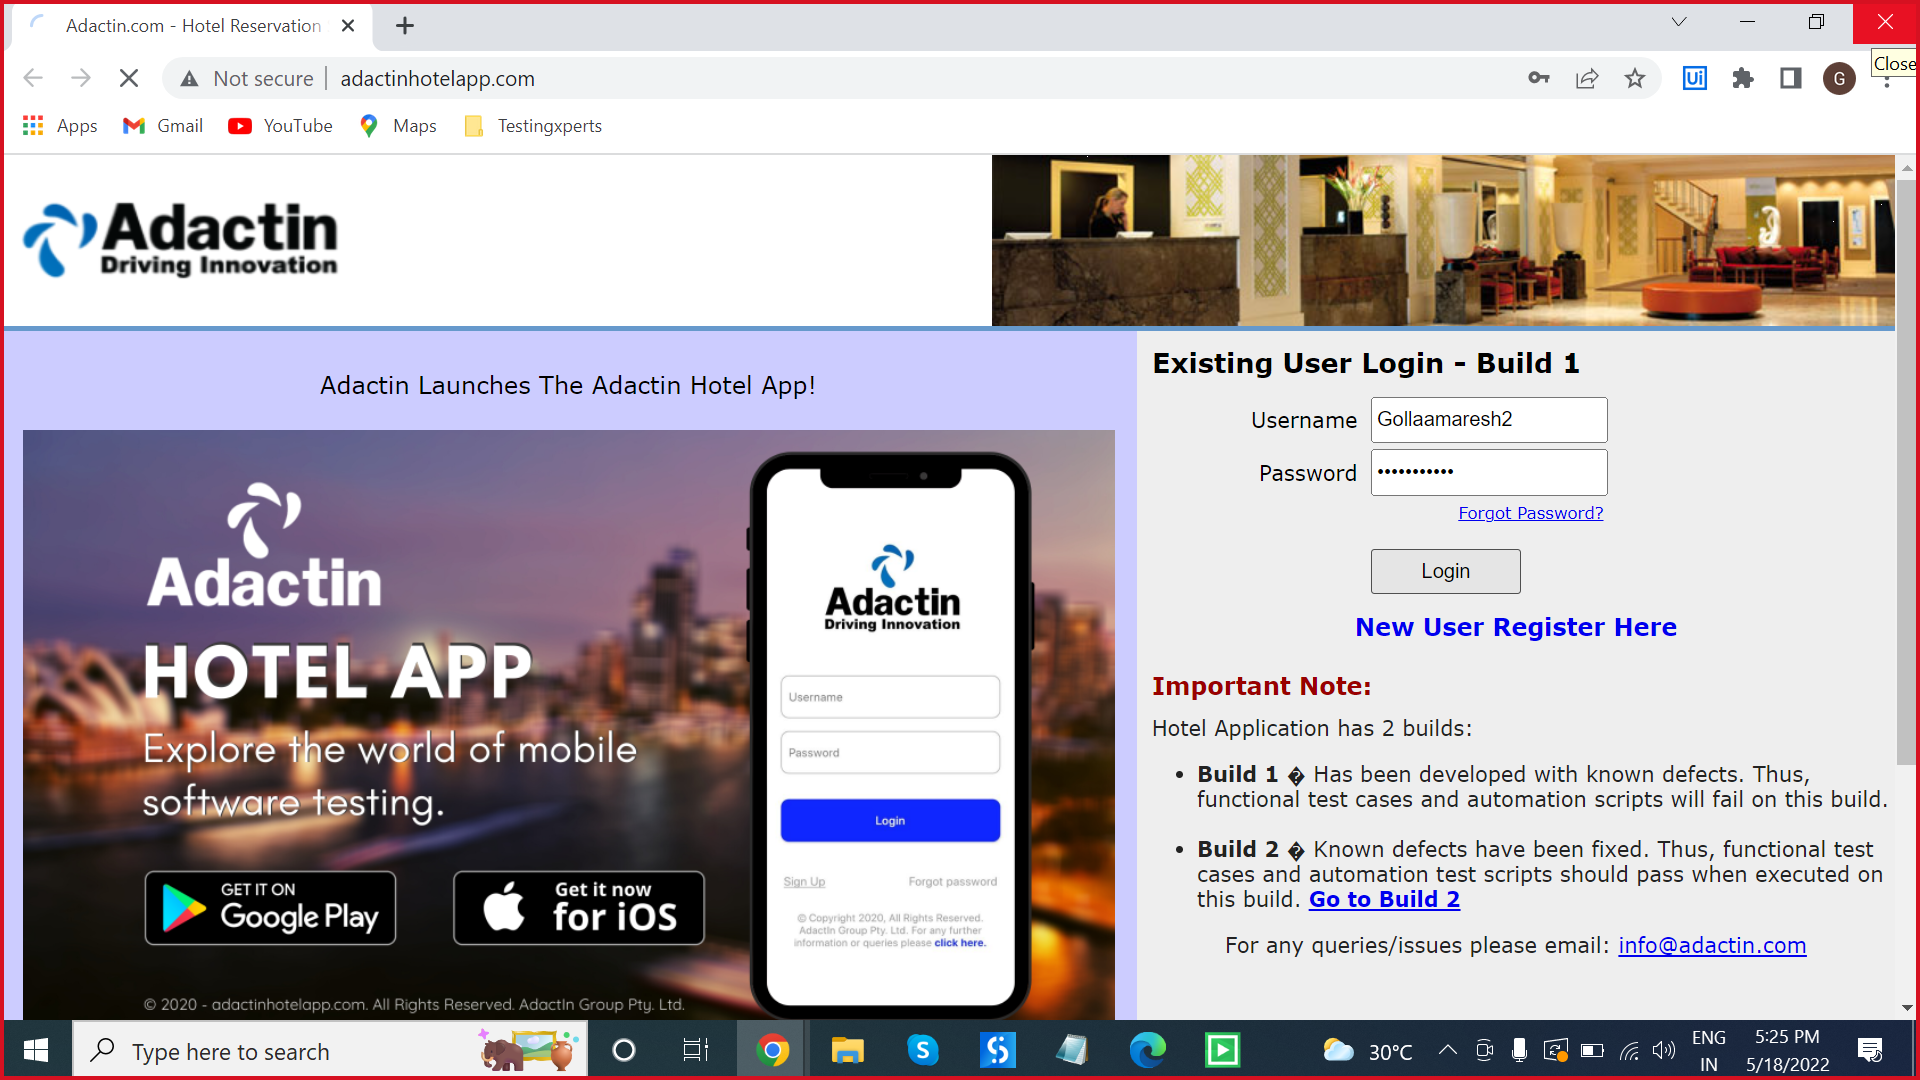 Adactin.com - Hotel Reservation
Close
Not secure
adactinhotelapp.com
Ui
G
Apps
Gmail
YouTube
Maps
Testingxperts
Adactin
Driving Innovation
Adactin Launches The Adactin Hotel App!
Adactin
HOTEL APP
Explore the world of mobile
software testing.
GET IT ON
Google Play
Get it now
for iOS
© 2020 - adactinhotelapp.com. All Rights Reserved. AdactIn Group Pty. Ltd.
Adactin
Driving Innovation
Username
Password
Login
Sign Up
Forgot password
© Copyright 2020, All Rights Reserved.
AdactIn Group Pty. Ltd. For any further
information or queries please click here.
Existing User Login - Build 1
Username
Gollaamaresh2
Password
•••••••••••
Forgot Password?
Login
New User Register Here
Important Note:
Hotel Application has 2 builds:
• Build 1 � Has been developed with known defects. Thus,
functional test cases and automation scripts will fail on this build.
• Build 2 � Known defects have been fixed. Thus, functional test
cases and automation test scripts should pass when executed on
this build. Go to Build 2
For any queries/issues please email: info@adactin.com
Type here to search
S
30°C
ENG
IN
5:25 PM
5/18/2022